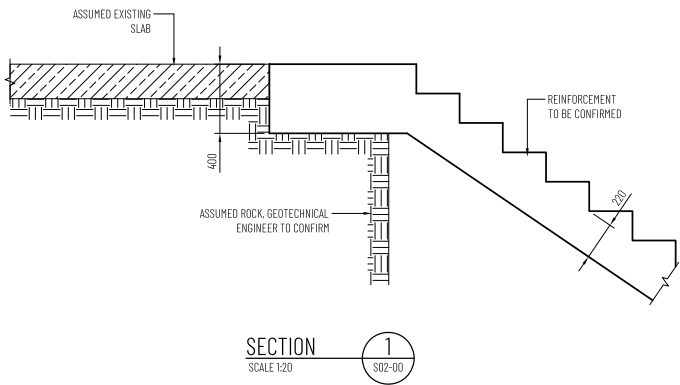 ASSUMED EXISTING
SLAB
REINFORCEMENT
TO BE CONFIRMED
400
220
ASSUMED ROCK, GEOTECHNICAL
ENGINEER TO CONFIRM
SECTION
1
SCALE 1:20
S02-00